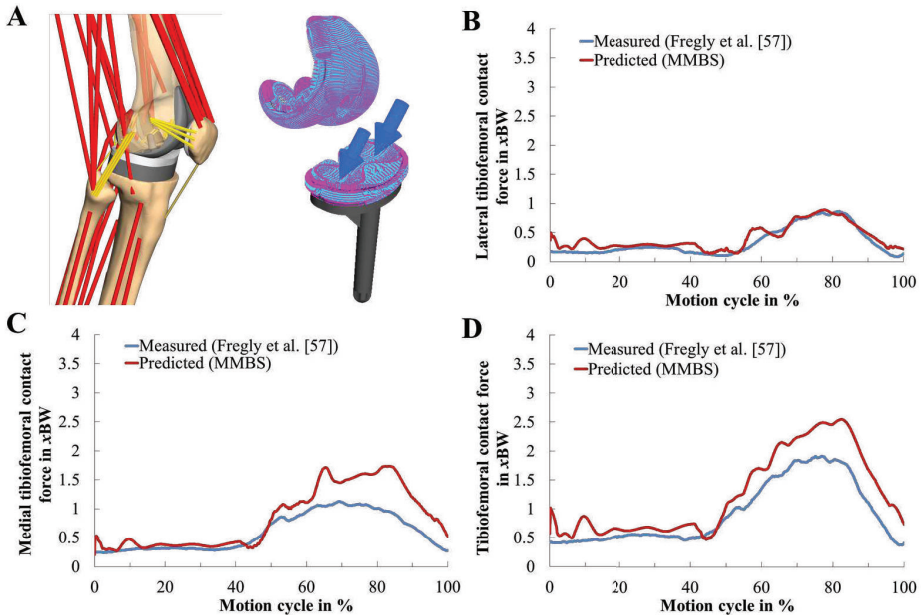 A
B
4
3.5
3
2.5
2
1.5
1
0.5
0
Lateral tibiofemoral contact
force in xBW
Measured (Fregly et al. [57])
Predicted (MMBS)
0 20 40 60 80 100
Motion cycle in %
C
4
3.5
3
2.5
2
1.5
1
0.5
0
Medial tibiofemoral contact
force in xBW
Measured (Fregly et al. [57])
Predicted (MMBS)
0 20 40 60 80 100
Motion cycle in %
D
4
3.5
3
2.5
2
1.5
1
0.5
0
Tibiofemoral contact force
in xBW
Measured (Fregly et al. [57])
Predicted (MMBS)
0 20 40 60 80 100
Motion cycle in %